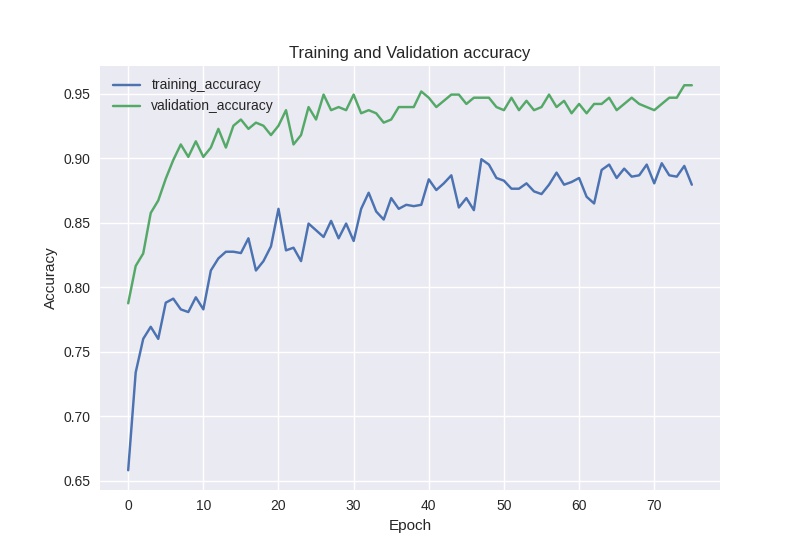 Training and Validation accuracy
training_accuracy
validation_accuracy
0.95
0.90
0.85
0.80
0.75
0.70
0.65
Accuracy
0 10 20 30 40 50 60 70
Epoch